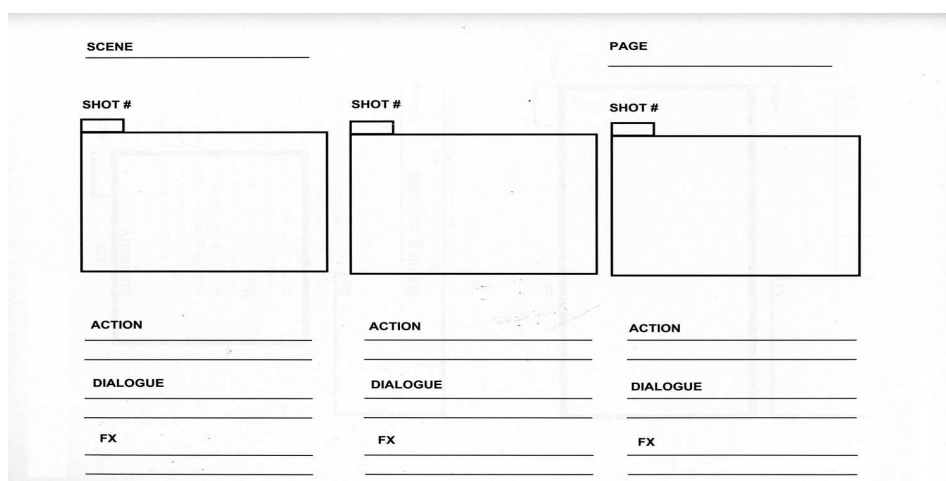 SCENE PAGE
SHOT # SHOT # SHOT #
ACTION ACTION ACTION
DIALOGUE DIALOGUE DIALOGUE
FX FX FX